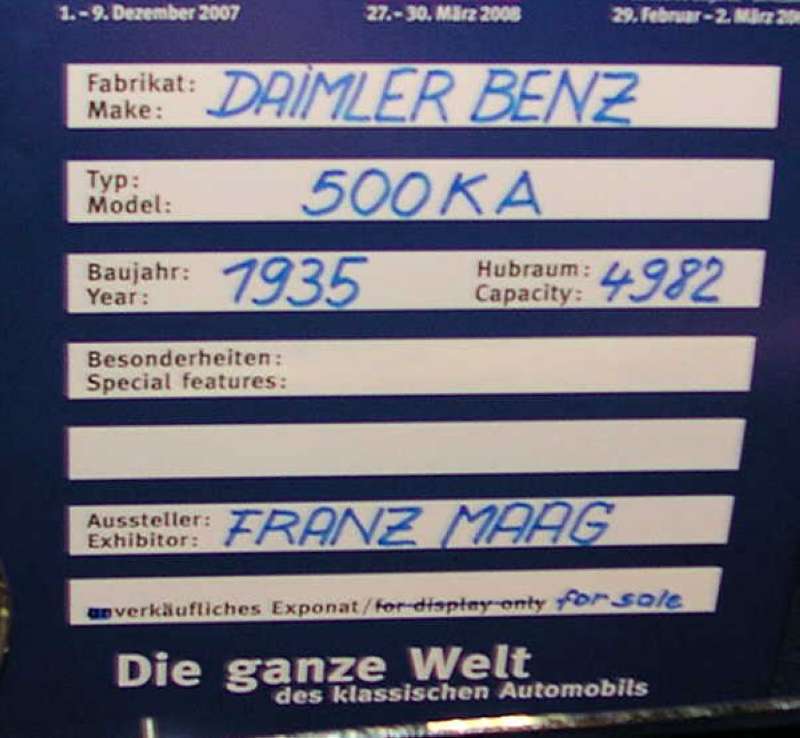 1. – 9. Dezember 2007 27. – 30. März 2008 29. Februar – 2. März
Fabrikat:
Make: DAIMLER BENZ
Typ:
Model: 500 K A
Baujahr: Hubraum:
Year: 1935 Capacity: 4982
Besonderheiten:
Special features:
Aussteller:
Exhibitor: FRANZ MAAG
verkäufliches Exponat/for display only for sale
Die ganze Welt
des klassischen Automobils